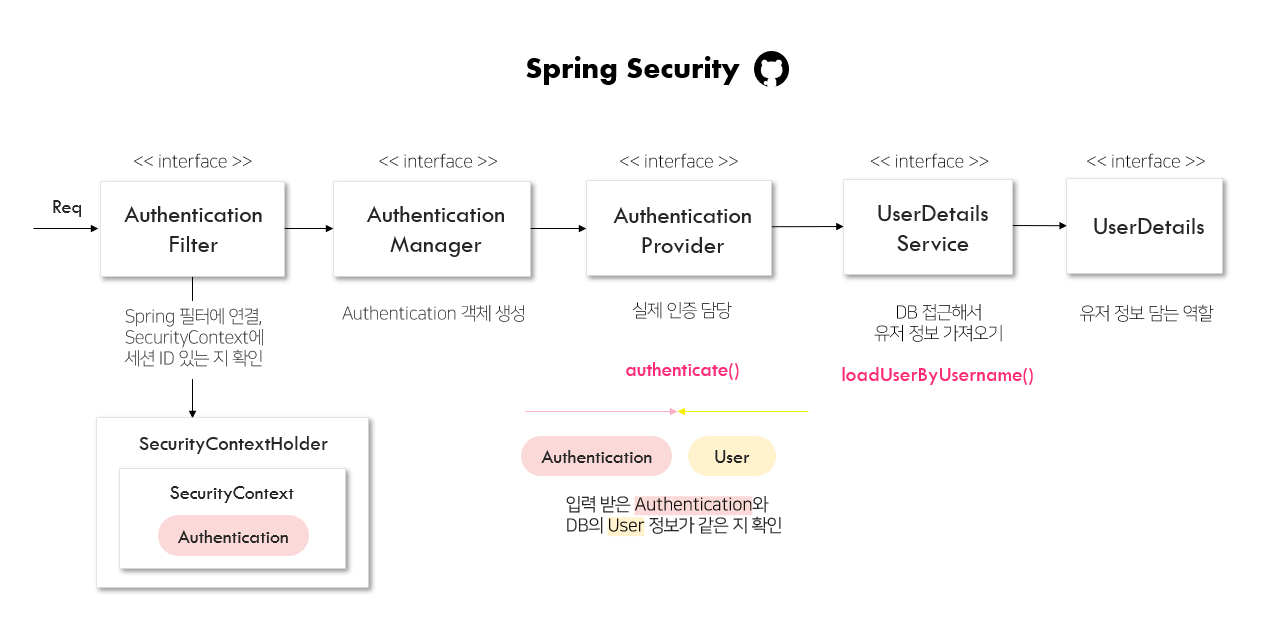 Spring Security
<< interface >>
<< interface >>
<< interface >>
<< interface >>
<< interface >>
Req
Authentication
Filter
Authentication
Manager
Authentication
Provider
UserDetails
Service
UserDetails
Spring 필터에 연결,
SecurityContext에
세션 ID 있는 지 확인
Authentication 객체 생성
실제 인증 담당
DB 접근해서
유저 정보 가져오기
유저 정보 담는 역할
authenticate()
loadUserByUsername()
SecurityContextHolder
SecurityContext
Authentication
Authentication
User
입력 받은 Authentication와
DB의 User 정보가 같은 지 확인